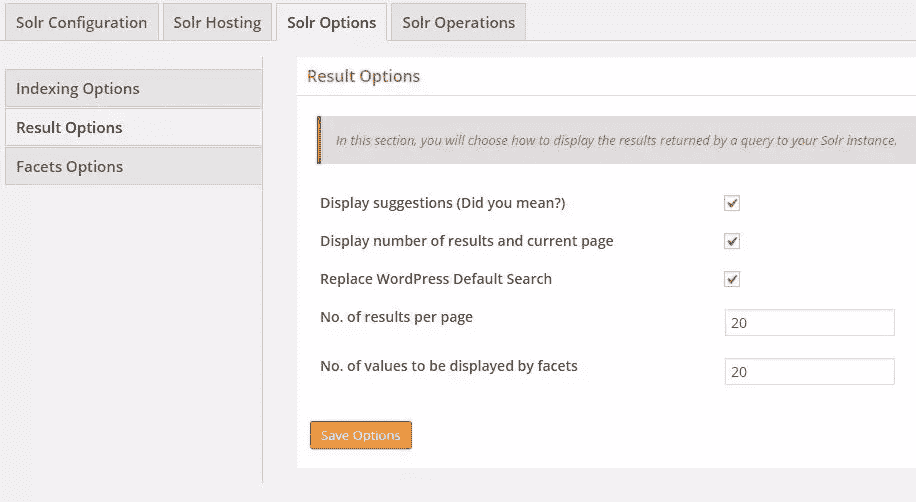 Solr Configuration
Solr Hosting
Solr Options
Solr Operations
Indexing Options
Result Options
Facets Options
Result Options
In this section, you will choose how to display the results returned by a query to your Solr instance.
Display suggestions (Did you mean?)
Display number of results and current page
Replace WordPress Default Search
No. of results per page
20
No. of values to be displayed by facets
20
Save Options